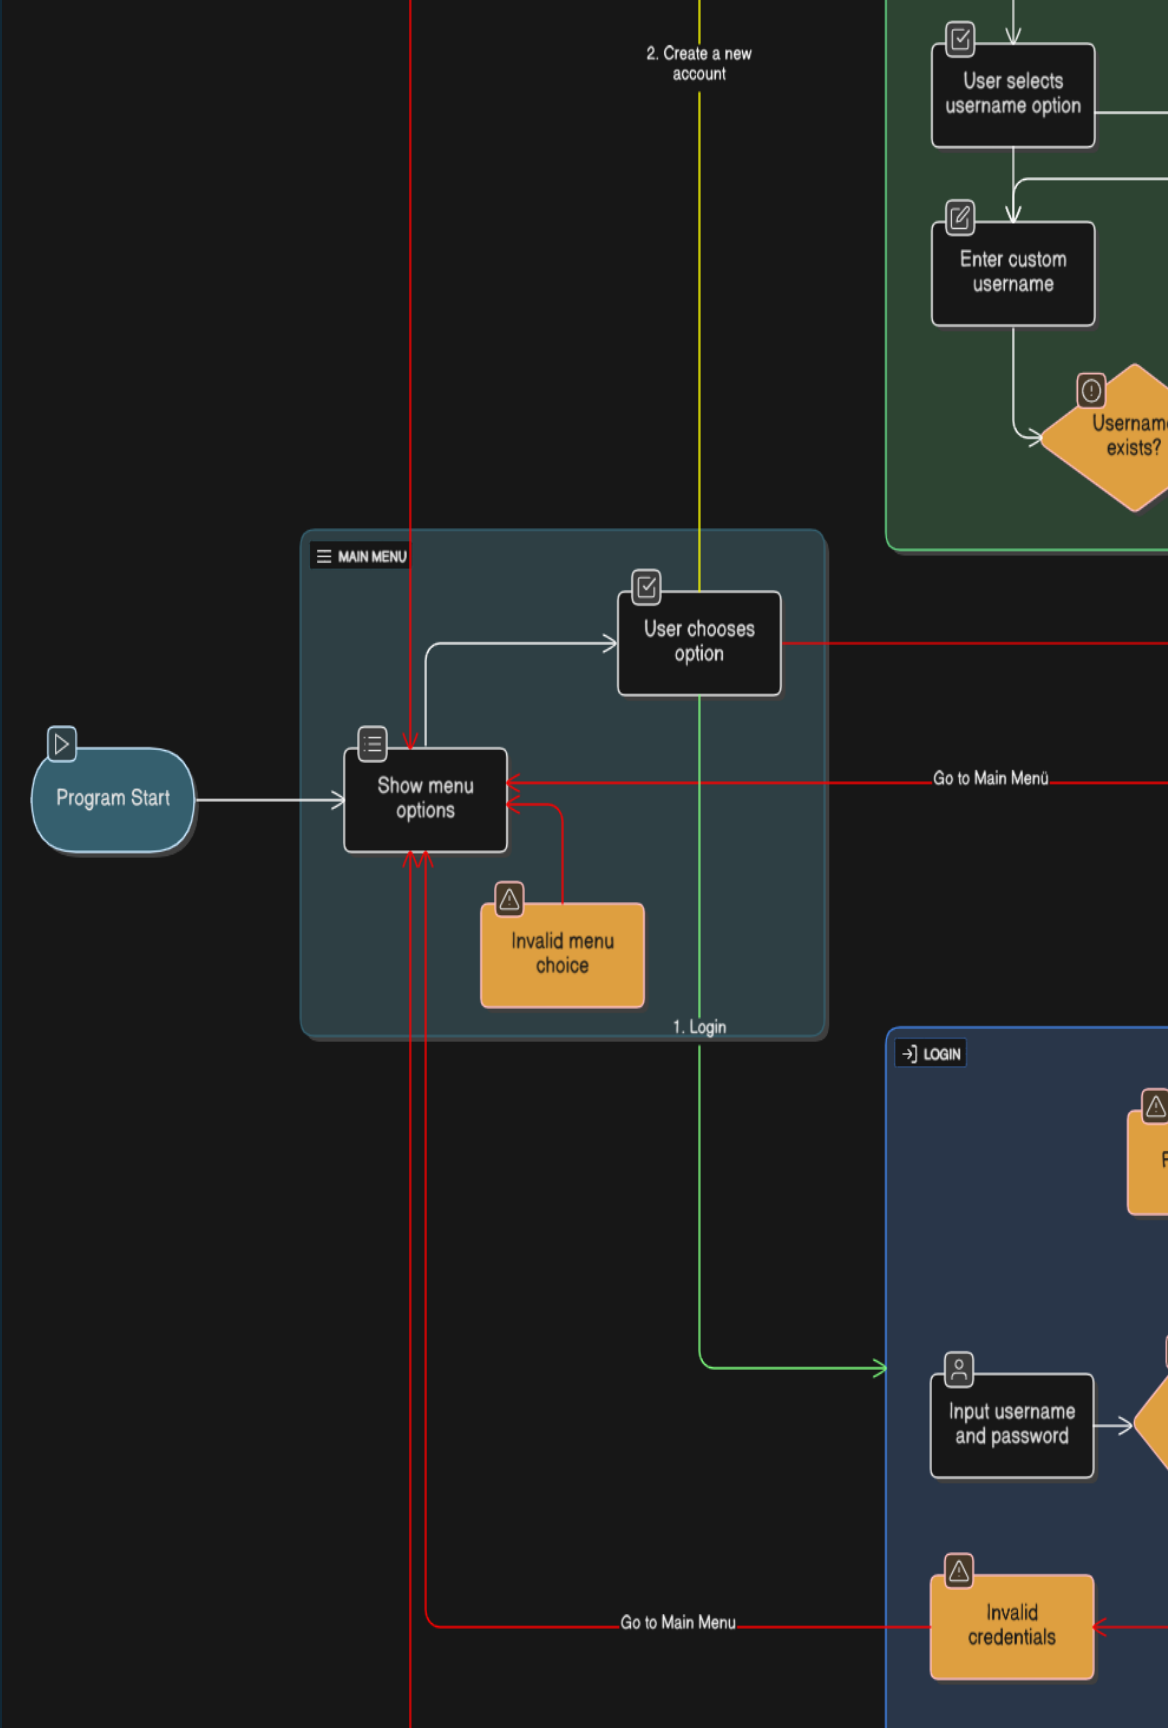 2. Create a new
account
User selects
username option
Enter custom
username
exists?
MAIN MENU
User chooses
option
Program Start
Show menu
options
Go to Main Menü
Invalid menu
choice
1. Login
LOGIN
Input username
and password
Invalid
credentials
Go to Main Menu